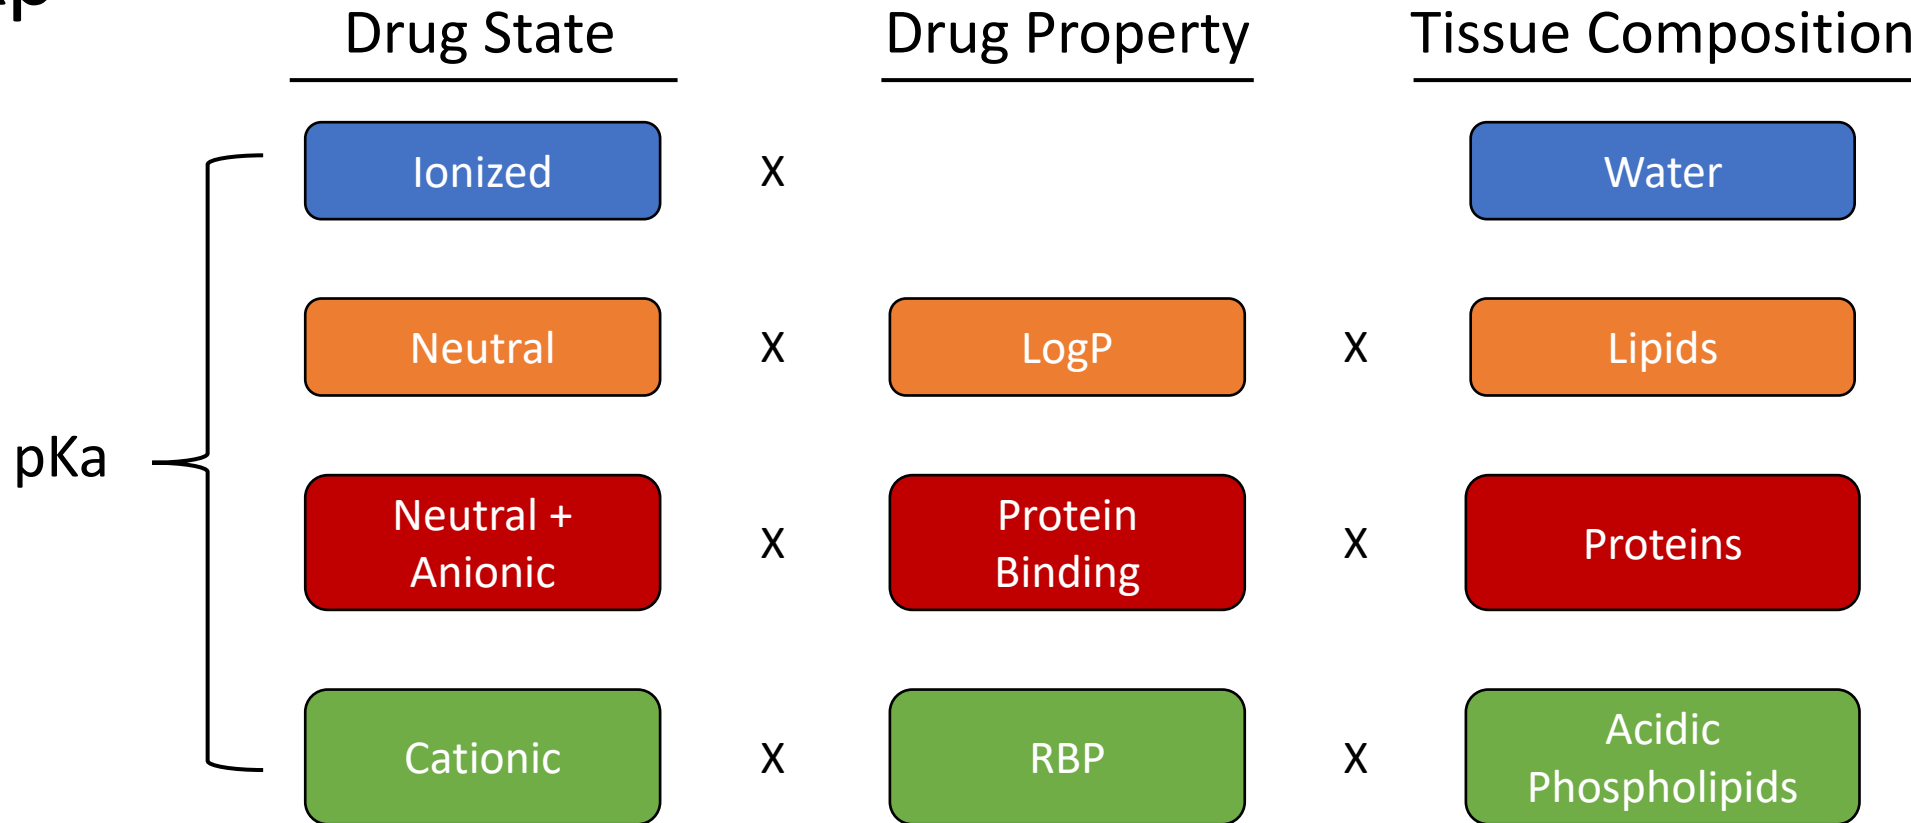 Drug State Drug Property Tissue Composition
Ionized X Water
Neutral X LogP X Lipids
pKa
Neutral +
Anionic
X
Protein
Binding
X
Proteins
Cationic X RBP X
Acidic
Phospholipids